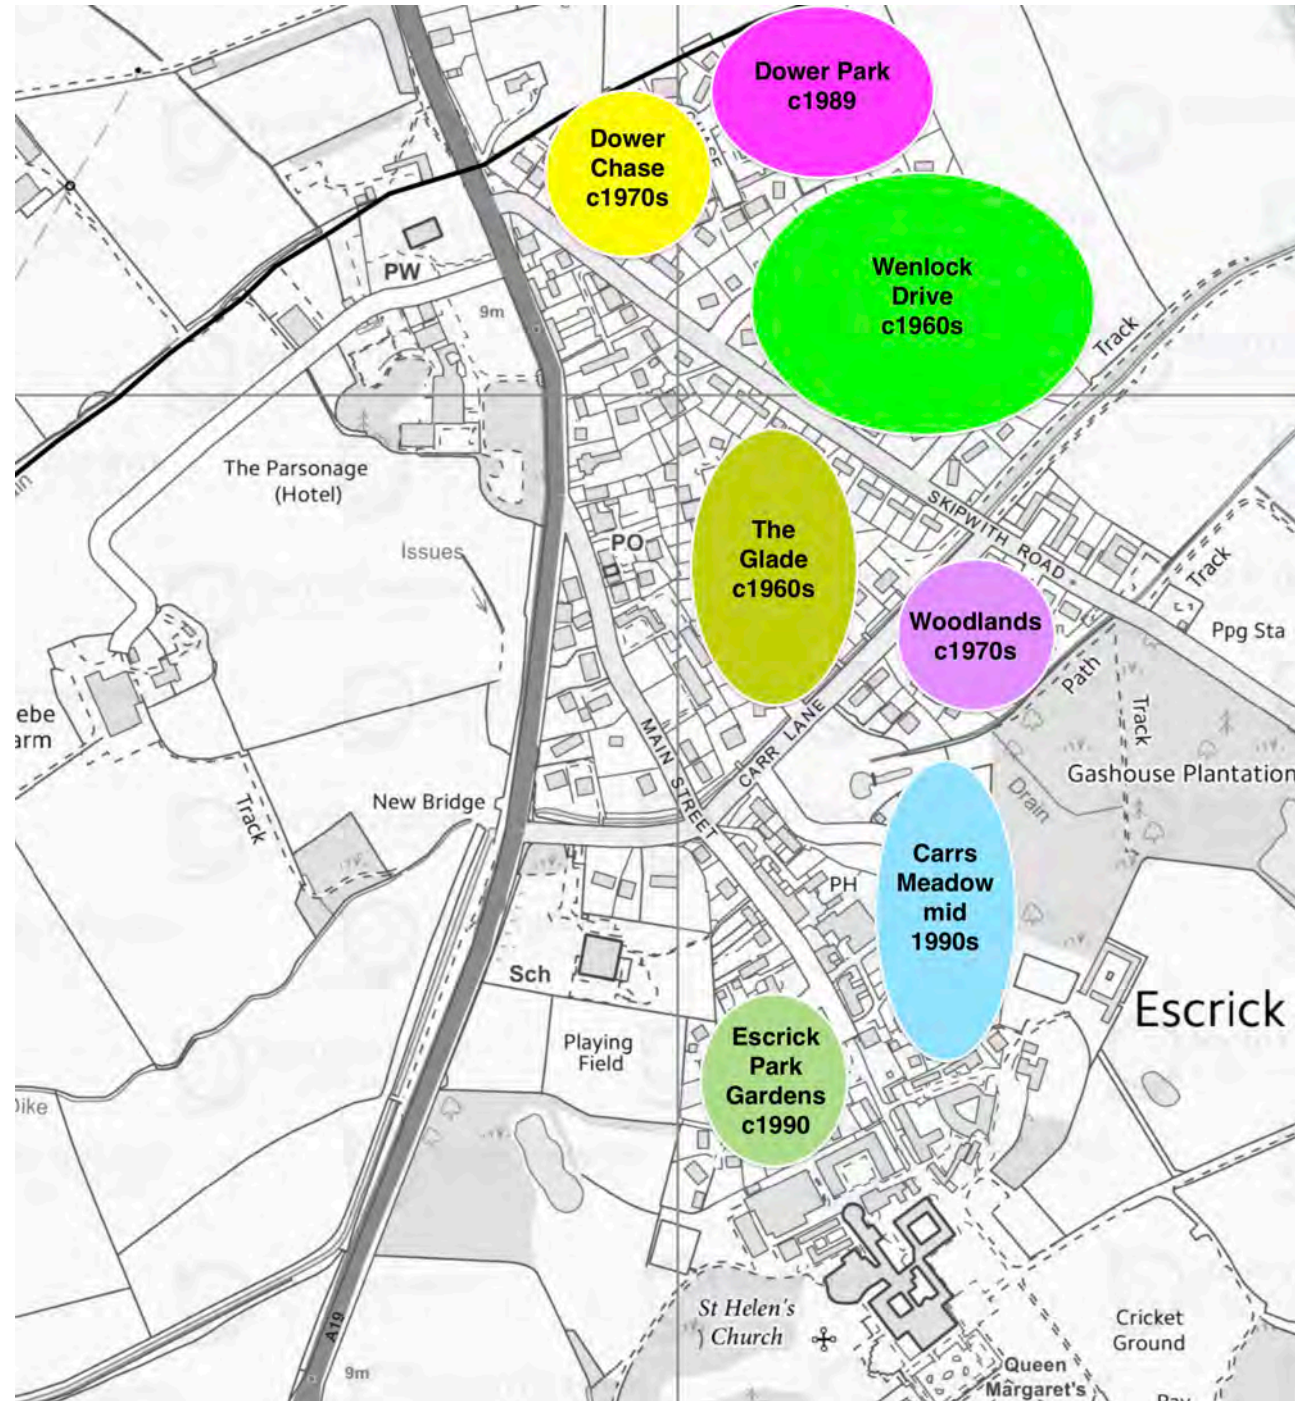 Dower Park
c1989
Dower
Chase
c1970s
Wenlock
Drive
c1960s
PW
9m
Track
The Parsonage
(Hotel)
SKIPWITH ROAD
The
Glade
c1960s
PO
Issues
Track
Woodlands
c1970s
Ppg Sta
Path
Track
ebe
arm
MAIN STREET
CARR LANE
Gashouse Plantation
New Bridge
Track
Drain
Carrs
Meadow
mid
1990s
PH
Sch
Escrick
Playing
Field
Escrick
Park
Gardens
c1990
Dike
St Helen's
Church
Cricket
Ground
A19
9m
Queen
Margaret's